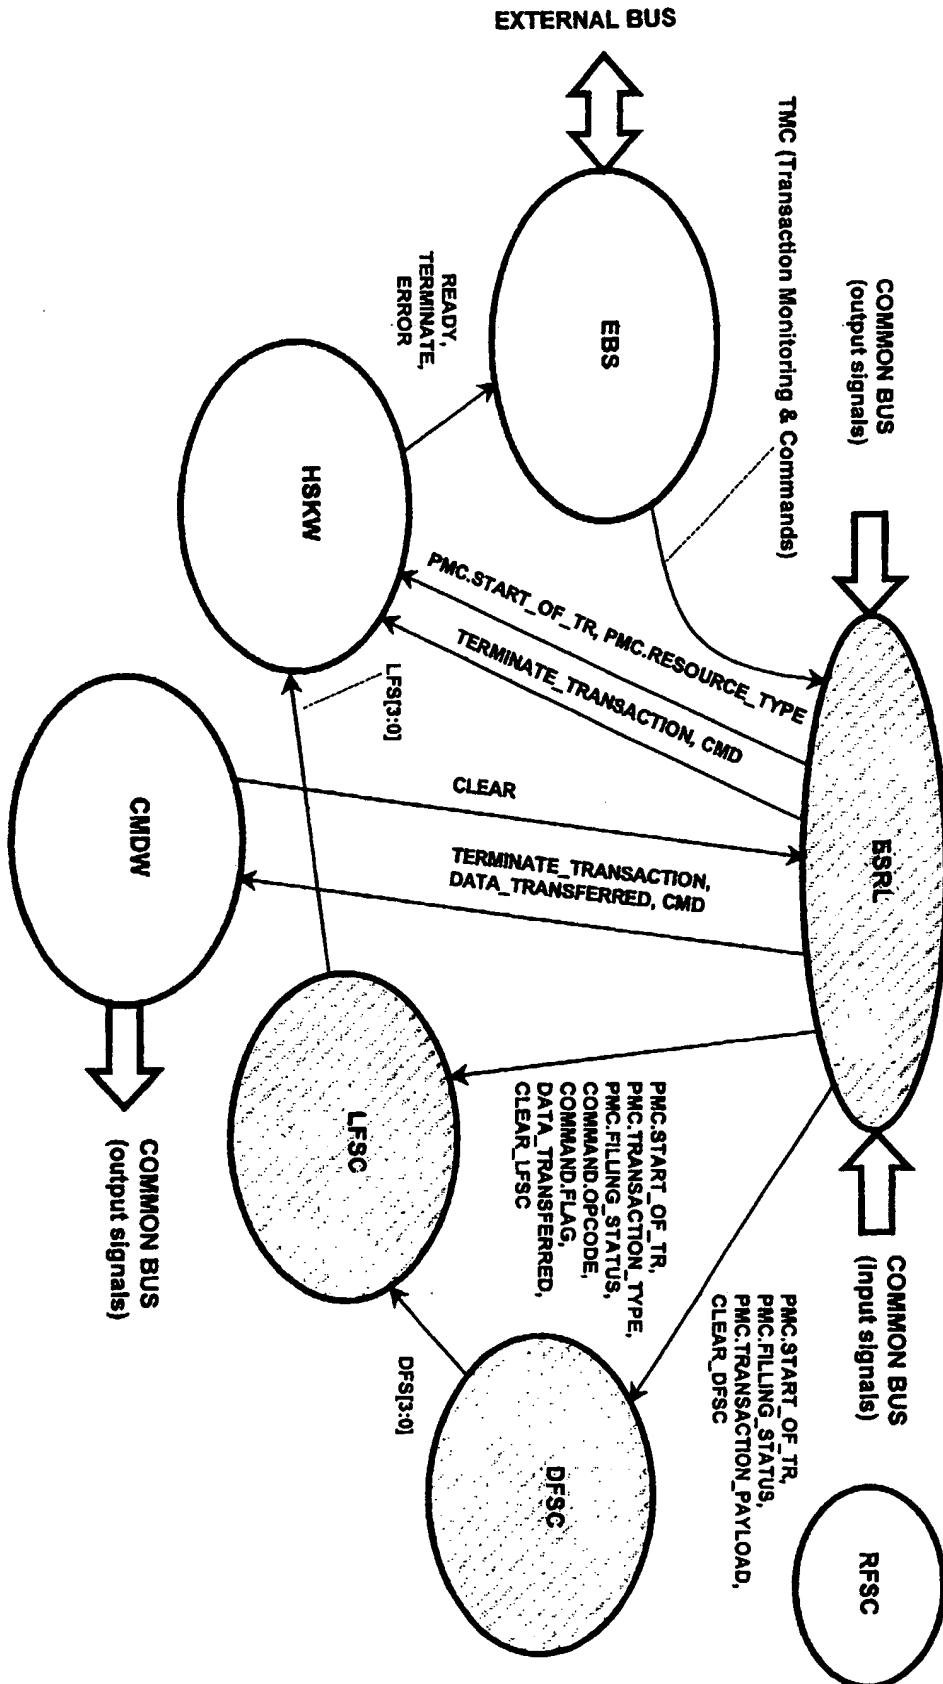 EXTERNAL BUS
TMC (Transaction Monitoring & Commands)
COMMON BUS
(output signals)
EBS
READY,
TERMINATE,
ERROR
HSKW
PMC.START_OF_TR, PMC.RESOURCE_TYPE
TERMINATE_TRANSACTION, CMD
LFS[3:0]
ESRL
CLEAR
TERMINATE_TRANSACTION,
DATA_TRANSFERRED, CMD
CMDW
COMMON BUS
(output signals)
LFSC
PMC.START_OF_TR,
PMC.TRANSACTION_TYPE,
PMC.FILLING_STATUS,
COMMAND.OPCODE,
COMMAND.FLAG,
DATA_TRANSFERRED,
CLEAR_LFSC
DFS[3:0]
DFSC
PMC.START_OF_TR,
PMC.FILLING_STATUS,
PMC.TRANSACTION_PAYLOAD,
CLEAR_DFSC
COMMON BUS
(Input signals)
RFSC